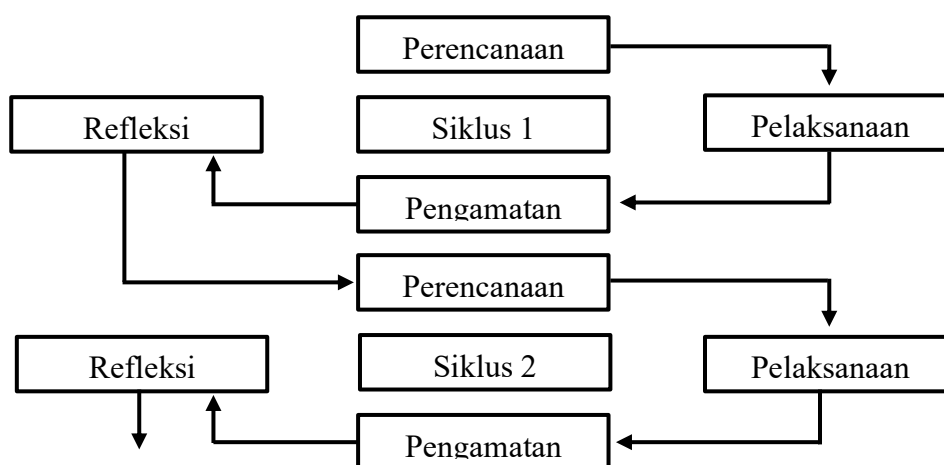 Perencanaan
Refleksi
Siklus 1
Pelaksanaan
Pengamatan
Perencanaan
Refleksi
Siklus 2
Pelaksanaan
Pengamatan